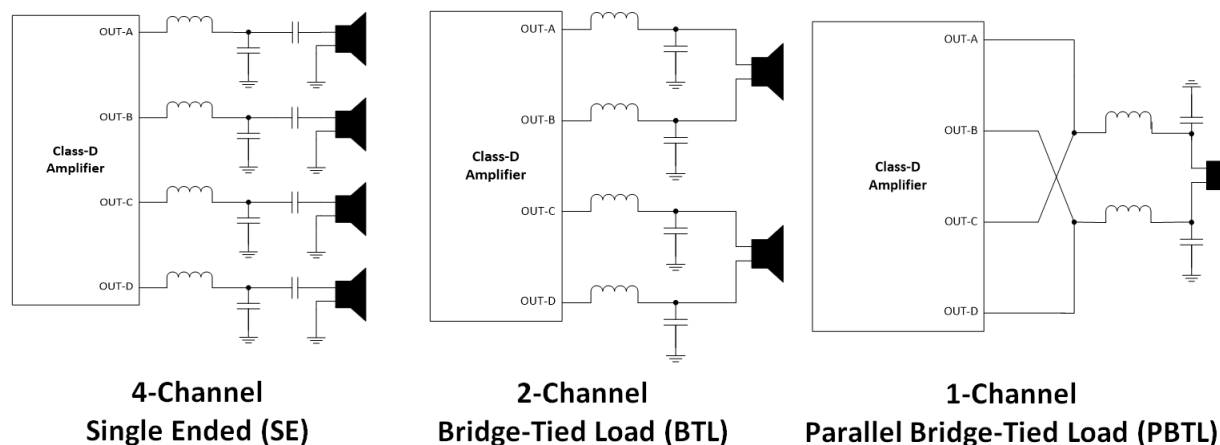 OUT-A
OUT-B
Class-D
Amplifier
OUT-C
OUT-D
4-Channel
Single Ended (SE)
OUT-A
OUT-B
Class-D
Amplifier
OUT-C
OUT-D
2-Channel
Bridge-Tied Load (BTL)
OUT-A
OUT-B
Class-D
Amplifier
OUT-C
OUT-D
1-Channel
Parallel Bridge-Tied Load (PBTL)